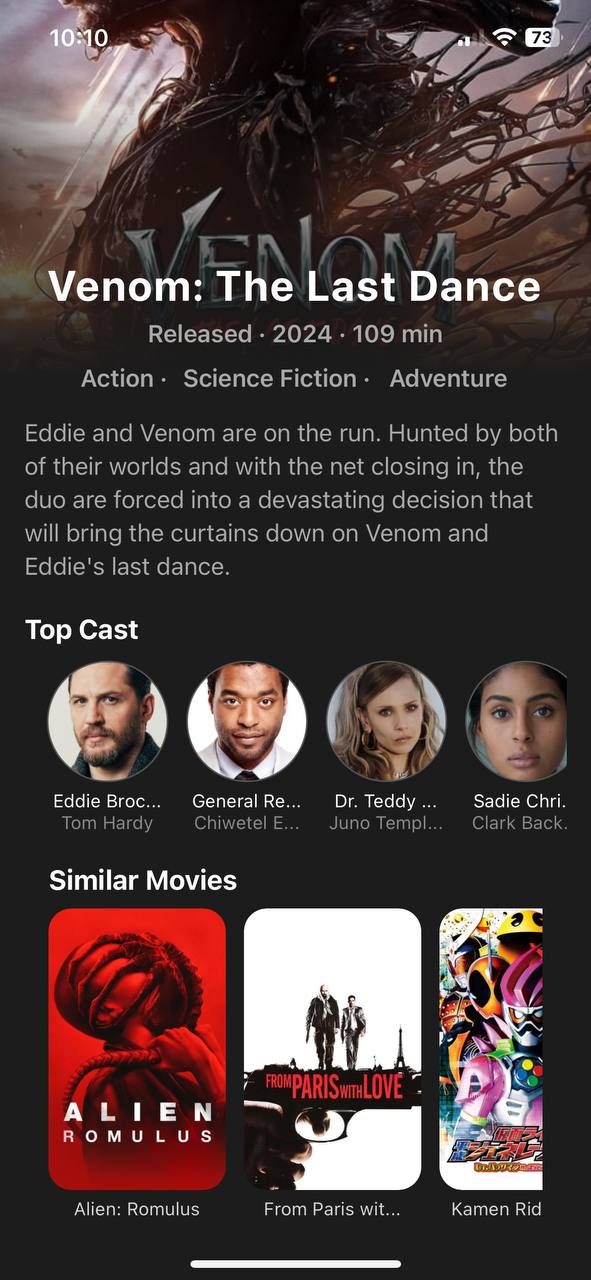 10:10
73
VENOM
Venom: The Last Dance
Released · 2024 · 109 min
Action · Science Fiction · Adventure
Eddie and Venom are on the run. Hunted by both
of their worlds and with the net closing in, the
duo are forced into a devastating decision that
will bring the curtains down on Venom and
Eddie's last dance.
Top Cast
Eddie Broc... General Re... Dr. Teddy ... Sadie Chri.
Tom Hardy Chiwetel E... Juno Templ... Clark Back.
Similar Movies
ALIEN
ROMULUS
FROM PARIS WITH LOVE
Alien: Romulus From Paris wit... Kamen Rid